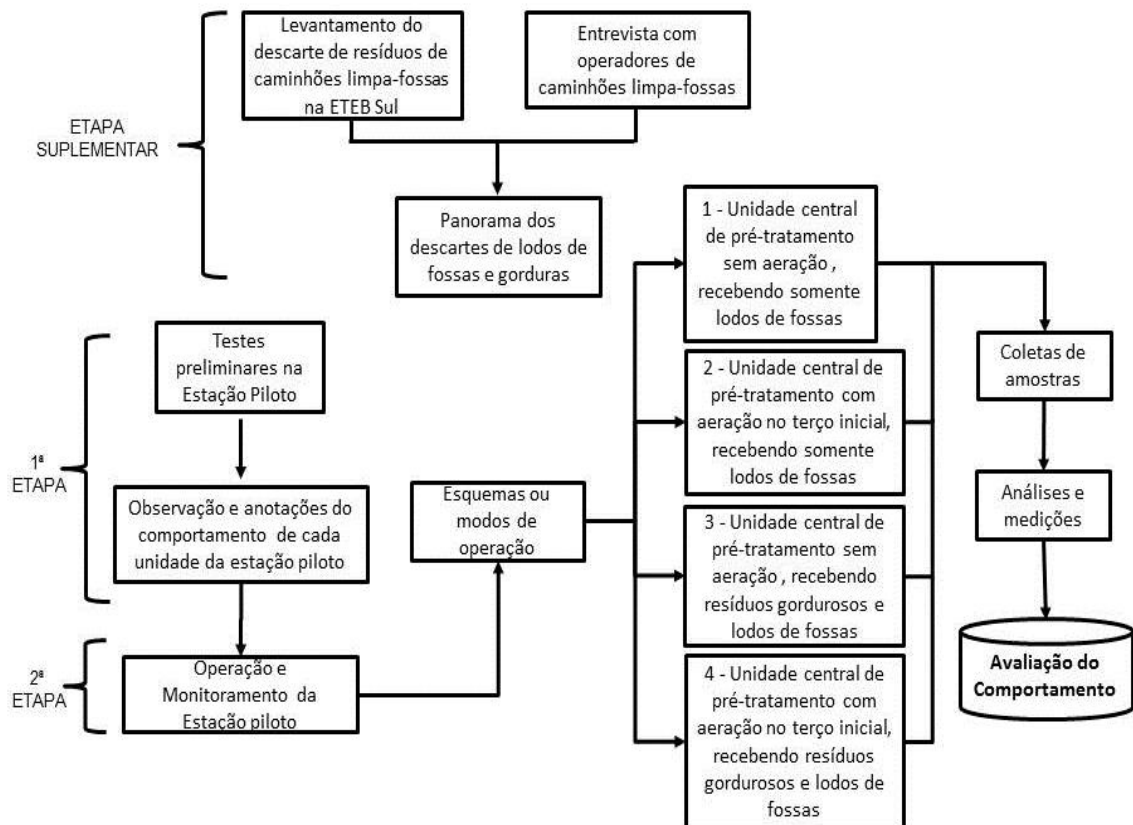 Levantamento do
descarte de resíduos de
caminhões limpa-fossas
na ETEB Sul
Entrevista com
operadores de
caminhões limpa-fossas
ETAPA
SUPLEMENTAR
Panorama dos
descartes de lodos de
fossas e gorduras
1ª
ETAPA
Testes
preliminares na
Estação Piloto
Observação e anotações do
comportamento de cada
unidade da estação piloto
2ª
ETAPA
Operação e
Monitoramento da
Estação piloto
Esquemas ou
modos de
operação
1 - Unidade central
de pré-tratamento
sem aeração ,
recebendo somente
lodos de fossas
2 - Unidade central de
pré-tratamento com
aeração no terço inicial,
recebendo somente
lodos de fossas
3 - Unidade central de
pré-tratamento sem
aeração , recebendo
resíduos gordurosos e
lodos de fossas
4 - Unidade central de
pré-tratamento com
aeração no terço inicial,
recebendo resíduos
gordurosos e lodos de
fossas
Coletas de
amostras
Análises e
medições
Avaliação do
Comportamento